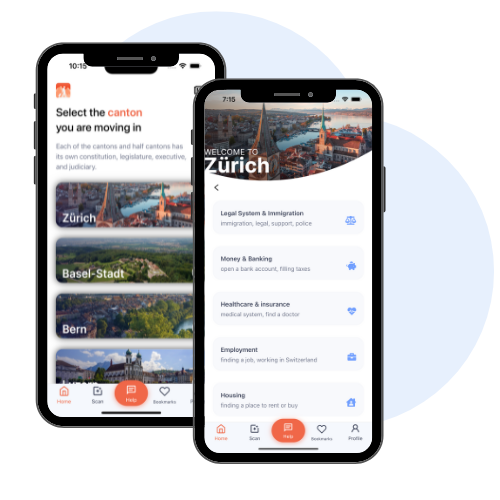 10:15
Select the canton
you are moving in
Each of the cantons and half cantons has
its own constitution, legislature, executive,
and judiciary.
Zürich
Basel-Stadt
Bern
Home
Scan
Help
Bookmarks
7:15
WELCOME TO
Zürich
Legal System & Immigration
immigration, legal, support, police
Money & Banking
open a bank account, filling taxes
Healthcare & insurance
medical system, find a doctor
Employment
finding a job, working in Switzerland
Housing
finding a place to rent or buy
Home
Scan
Help
Bookmarks
Profile